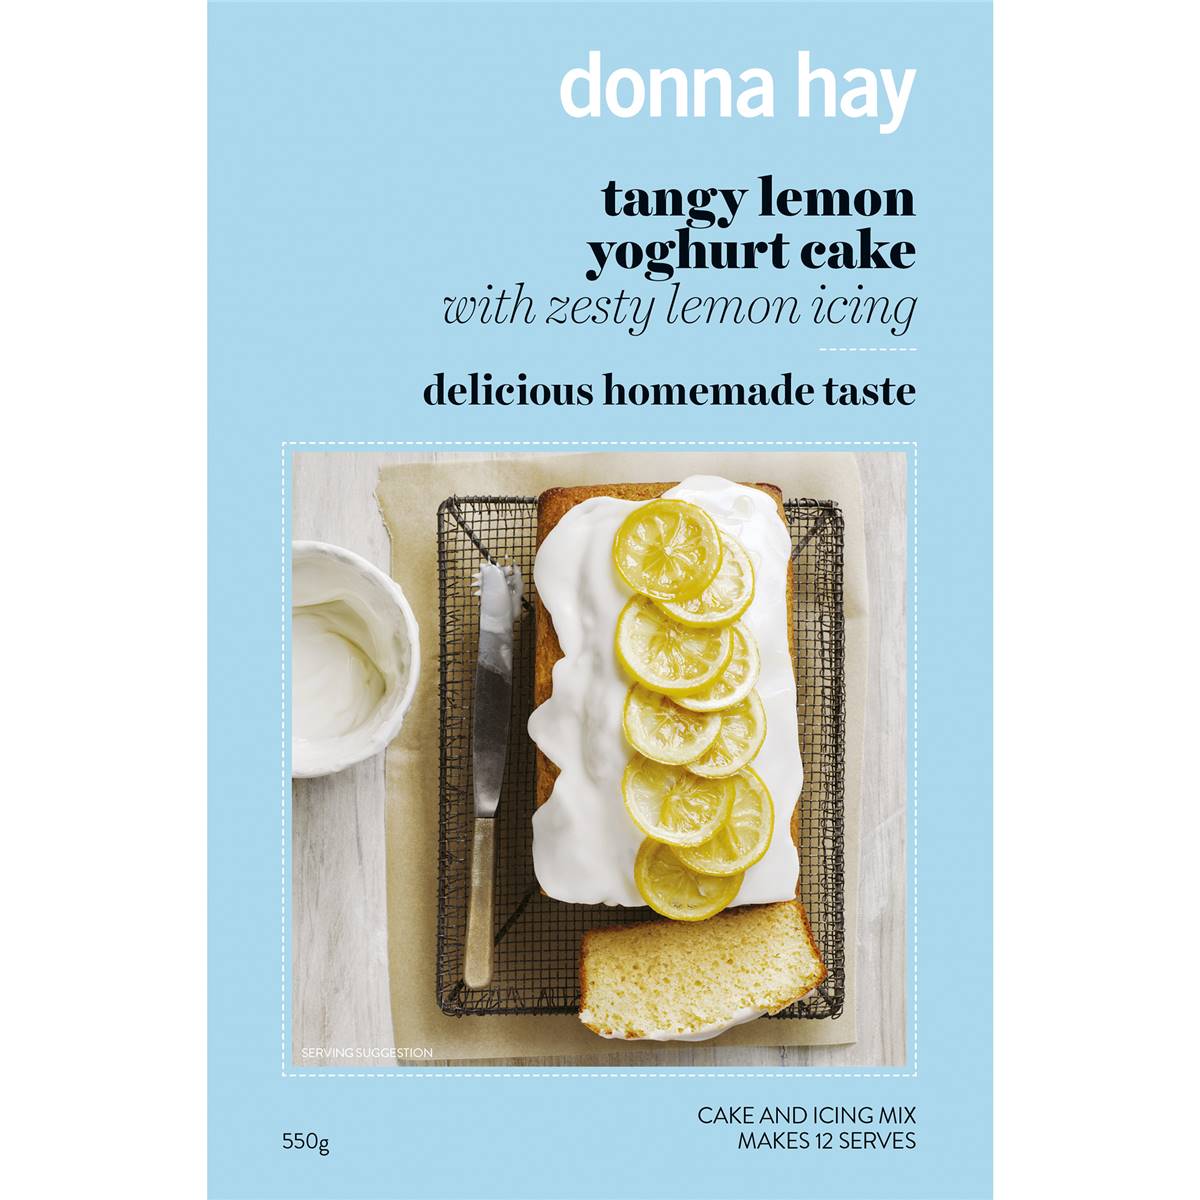 donna hay
tangy lemon
yoghurt cake
with zesty lemon icing
delicious homemade taste
SERVING SUGGESTION
CAKE AND ICING MIX
550g
MAKES 12 SERVES